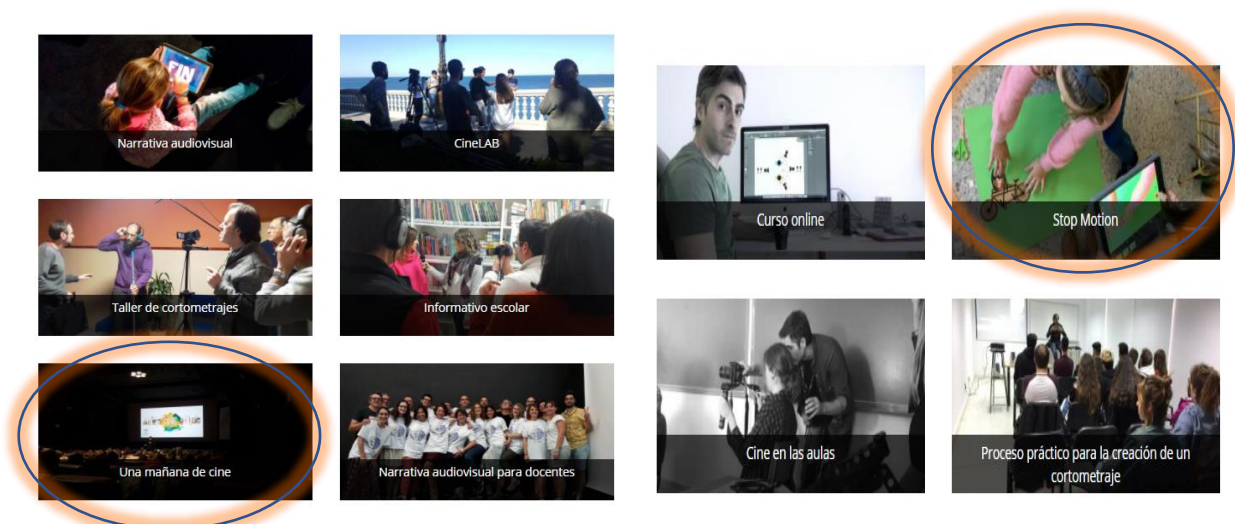 FIN
Narrativa audiovisual
CineLAB
Taller de cortometrajes
Informativo escolar
Una mañana de cine
Narrativa audiovisual para docentes
Curso online
Stop Motion
Cine en las aulas
Proceso práctico para la creación de un
cortometraje